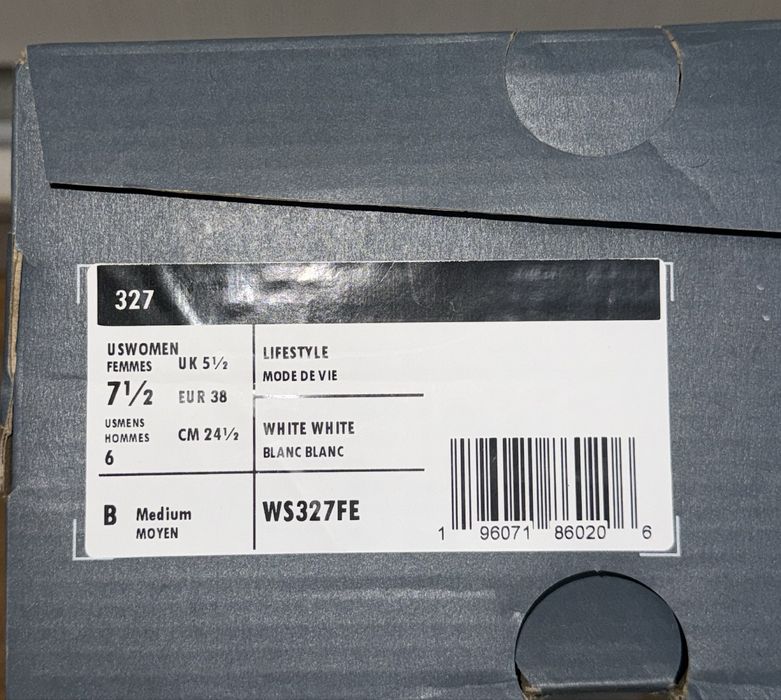 327
USWOMEN
FEMMES UK 5½
7½ EUR 38
USMENS
HOMMES CM 24½
6
B Medium
MOYEN
LIFESTYLE
MODE DE VIE
WHITE WHITE
BLANC BLANC
WS327FE
1 96071 86020 6